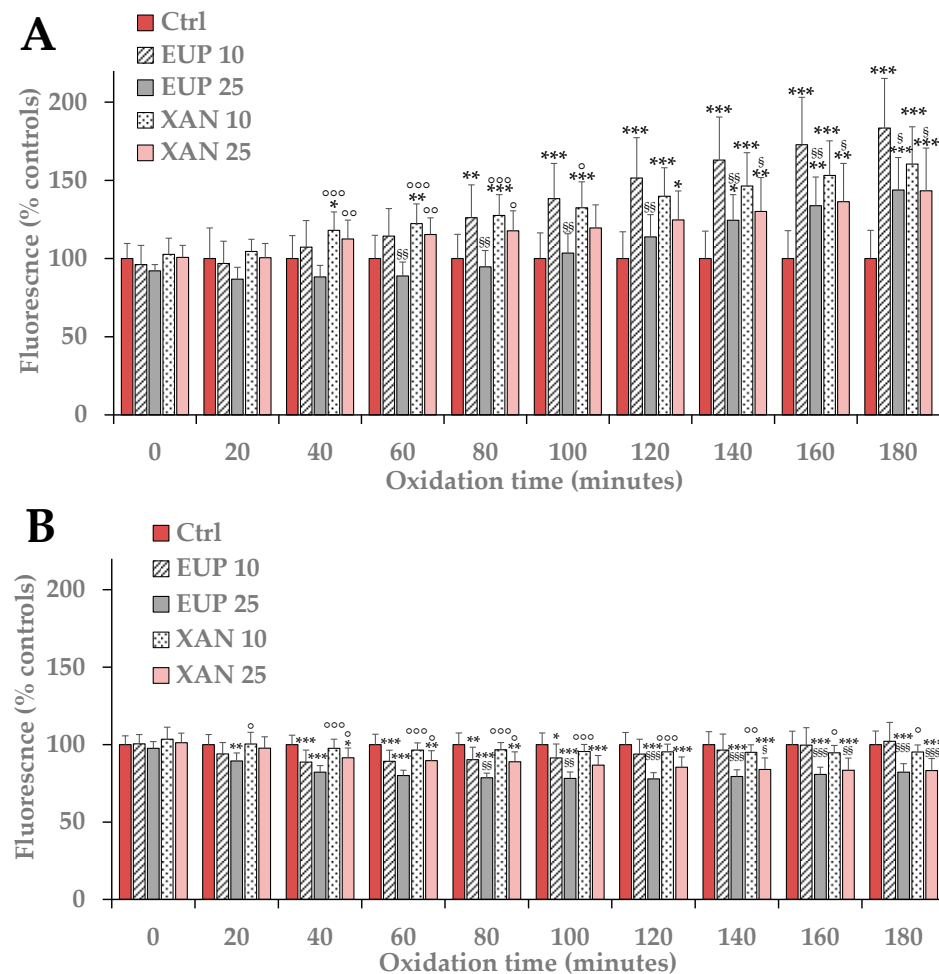 A
Ctrl
EUP 10
EUP 25
XAN 10
XAN 25
Fluorescnce (% controls)
200
150
100
50
0
°°° * °°
§§ °°° ** °°
** §§ °°° *** °
*** §§ ° ***
*** §§ *** *
*** §§ * *** § **
*** §§ ** *** § **
*** § *** *** § ***
0 20 40 60 80 100 120 140 160 180
Oxidation time (minutes)
B
Ctrl
EUP 10
EUP 25
XAN 10
XAN 25
Fluorescnce (% controls)
200
150
100
50
0
** °
*** *** °°° ° *
*** *** °°° ° **
** *** §§ °°° ° **
* *** §§ °°° ***
*** §§§ °°° ***
*** §§§ °° *** §
*** §§§ ° *** §§
*** §§§ ° *** §§§
0 20 40 60 80 100 120 140 160 180
Oxidation time (minutes)